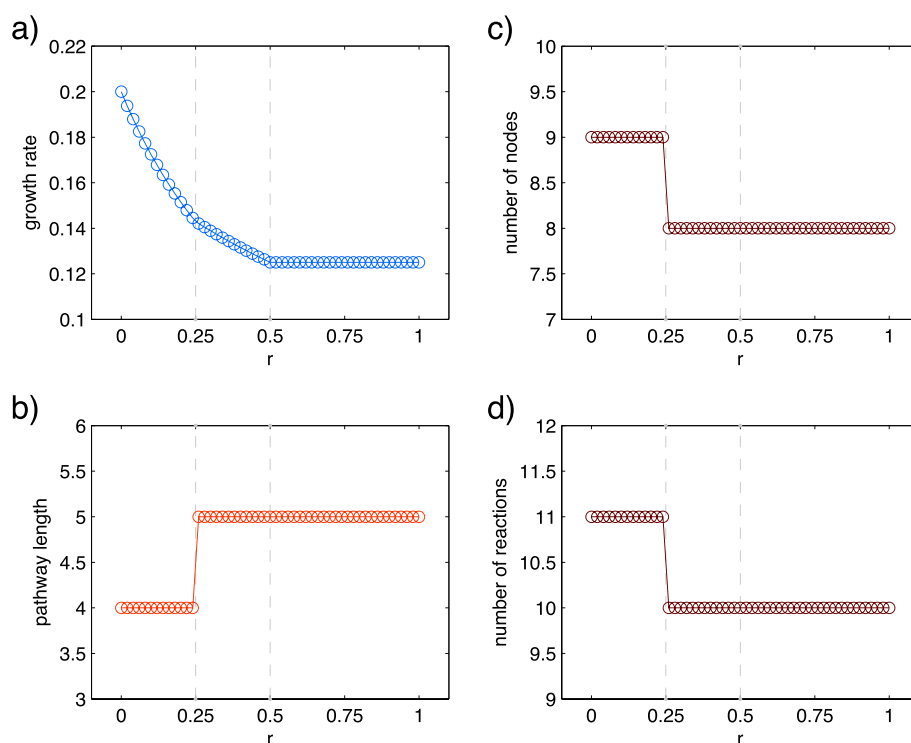 a)
0.22
0.2
0.18
0.16
0.14
0.12
0.1
growth rate
0 0.25 0.5 0.75 1
r
c)
10
9.5
9
8.5
8
7.5
7
number of nodes
0 0.25 0.5 0.75 1
r
b)
6
5.5
5
4.5
4
3.5
3
pathway length
0 0.25 0.5 0.75 1
r
d)
12
11.5
11
10.5
10
9.5
9
number of reactions
0 0.25 0.5 0.75 1
r